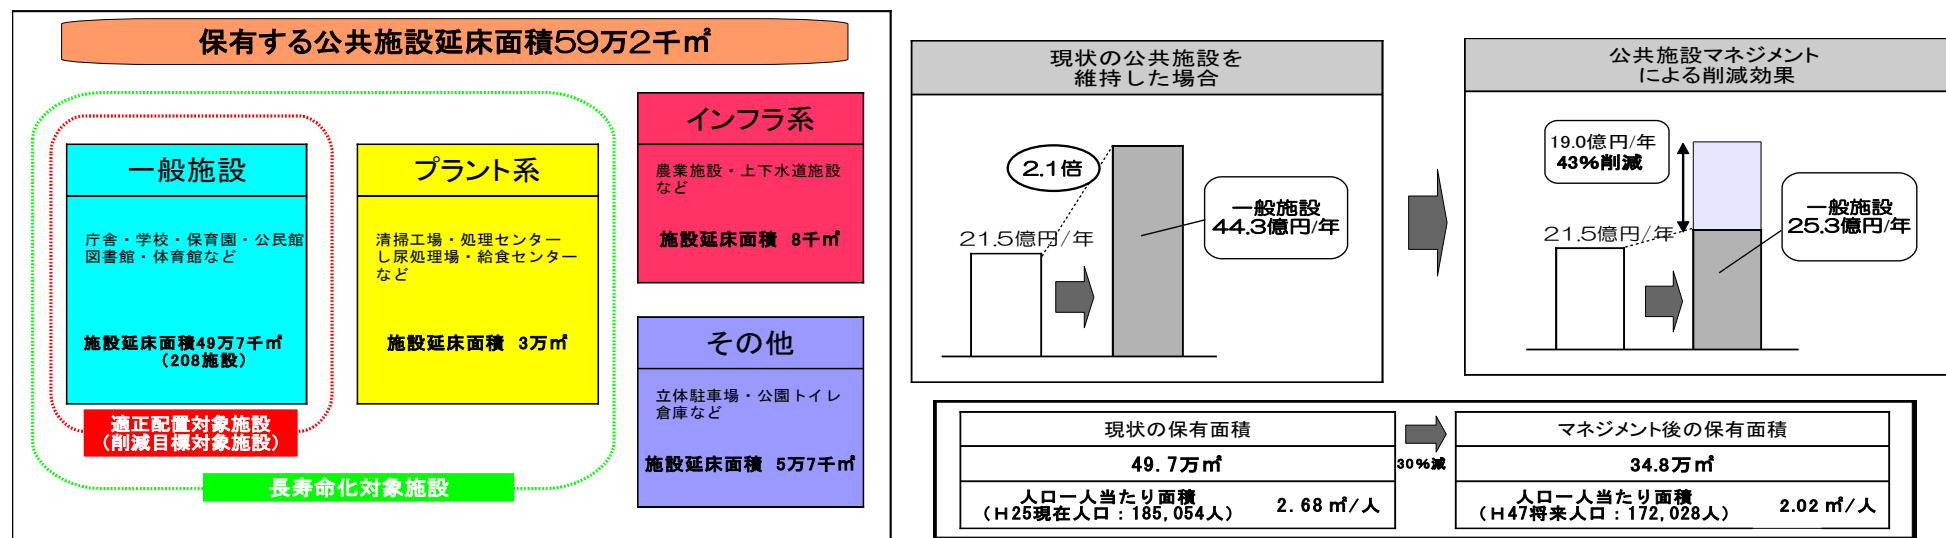 保有する公共施設延床面積59万2千㎡
一般施設
庁舎・学校・保育園・公民館
図書館・体育館など
施設延床面積49万7千㎡
(208施設)
適正配置対象施設
(削減目標対象施設)
プラント系
清掃工場・処理センター
し尿処理場・給食センター
など
施設延床面積 3万㎡
長寿命化対象施設
インフラ系
農業施設・上下水道施設
など
施設延床面積 8千㎡
その他
立体駐車場・公園トイレ
倉庫など
施設延床面積 5万7千㎡
現状の公共施設を
維持した場合
2.1倍
21.5億円/年
一般施設
44.3億円/年
公共施設マネジメント
による削減効果
19.0億円/年
43%削減
21.5億円/年
一般施設
25.3億円/年
現状の保有面積
49.7万㎡
人口一人当たり面積
(H25現在人口:185,054人)
2.68㎡/人
30%減
マネジメント後の保有面積
34.8万㎡
人口一人当たり面積
(H47将来人口:172,028人)
2.02㎡/人